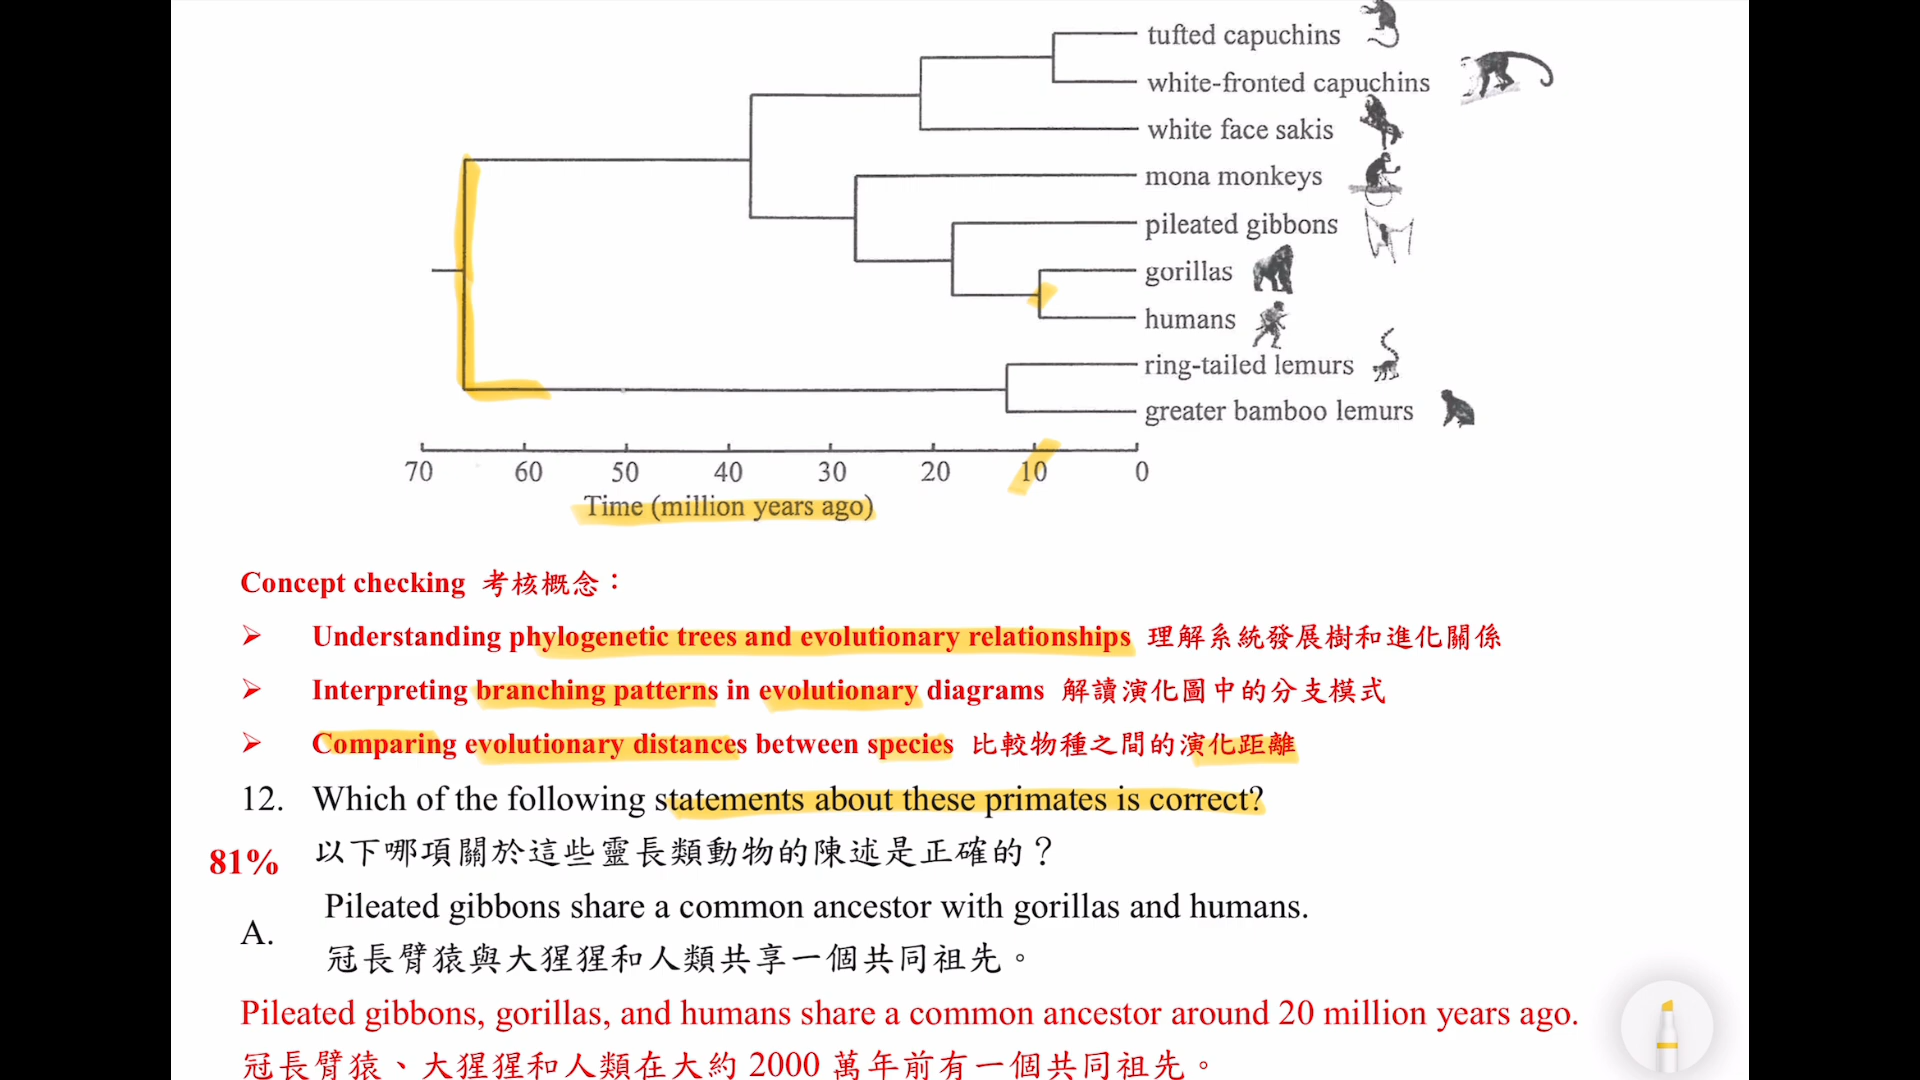 tufted capuchins
white-fronted capuchins
white face sakis
mona monkeys
pileated gibbons
gorillas
humans
ring-tailed lemurs
greater bamboo lemurs
70 60 50 40 30 20 10 0
Time (million years ago)
Concept checking 考核概念：
➢ Understanding phylogenetic trees and evolutionary relationships 理解系統發展樹和進化關係
➢ Interpreting branching patterns in evolutionary diagrams 解讀演化圖中的分支模式
➢ Comparing evolutionary distances between species 比較物種之間的演化距離
12. Which of the following statements about these primates is correct?
81% 以下哪項關於這些靈長類動物的陳述是正確的？
A. Pileated gibbons share a common ancestor with gorillas and humans.
冠長臂猿與大猩猩和人類共享一個共同祖先。
Pileated gibbons, gorillas, and humans share a common ancestor around 20 million years ago.
冠長臂猿、大猩猩和人類在大約 2000 萬年前有一個共同祖先。